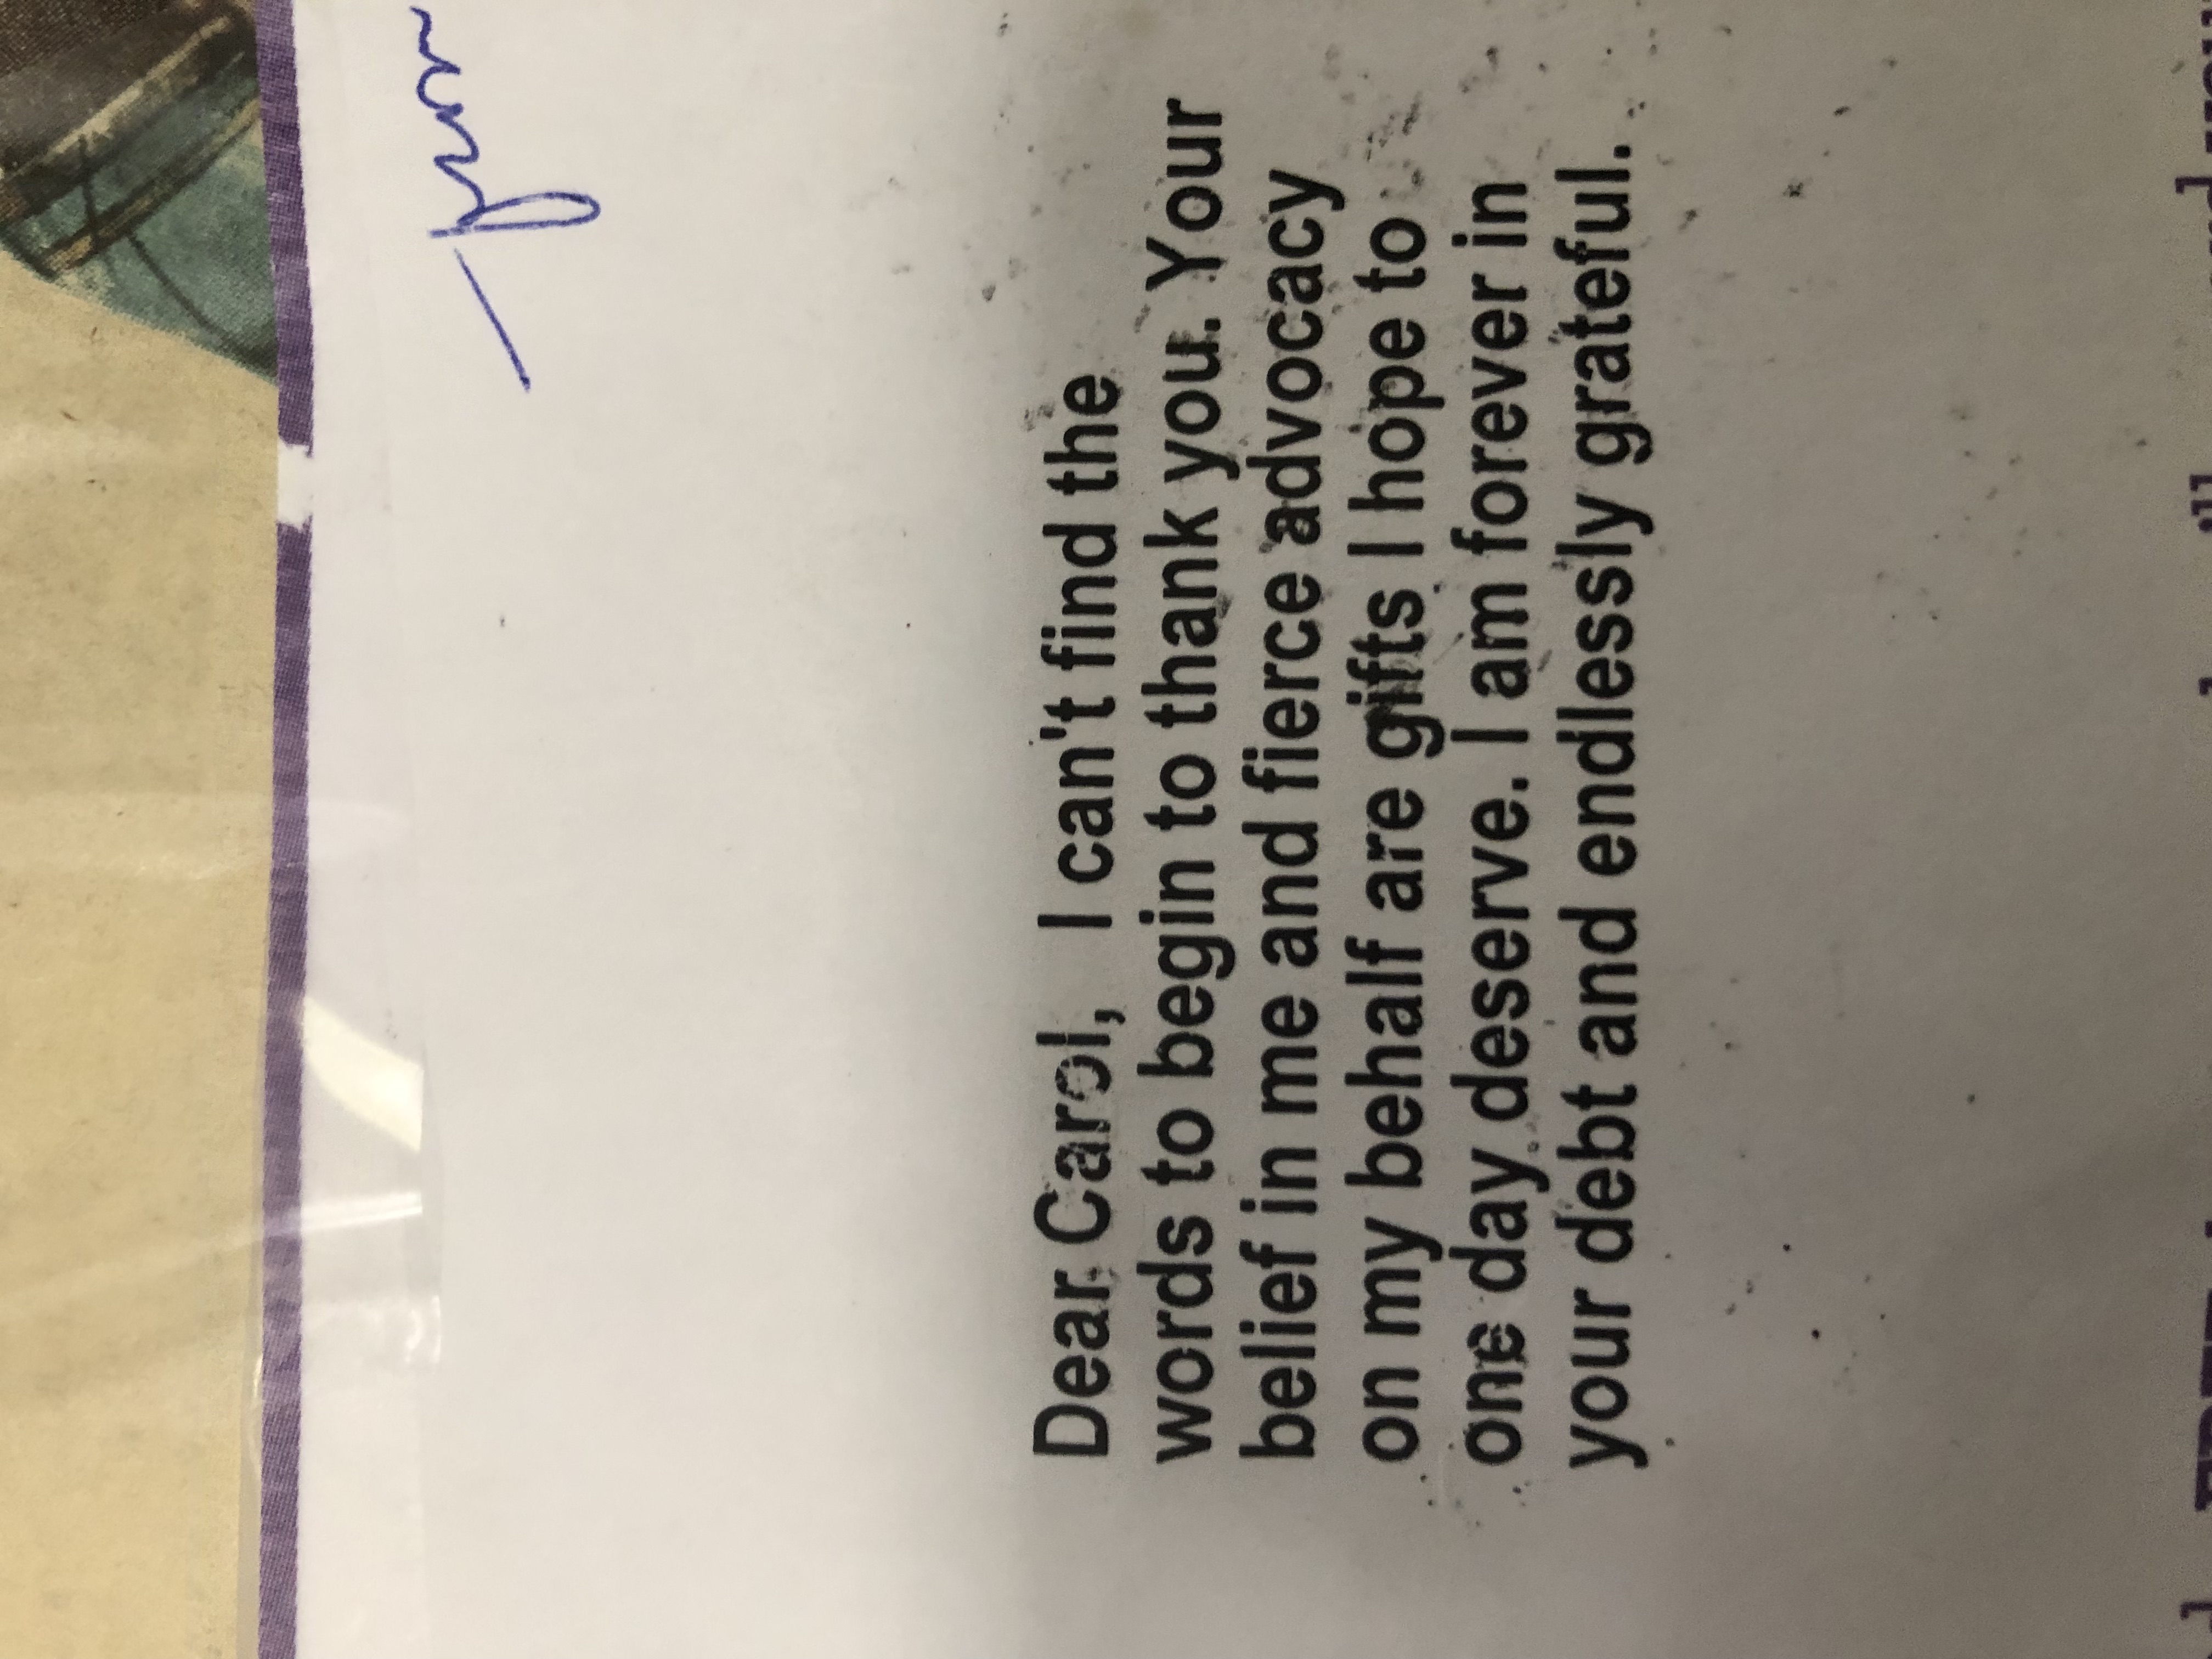 Dear Carol,  I can't find the
words to begin to thank you. Your
belief in me and fierce advocacy
on my behalf are gifts I hope to
one day deserve. I am forever in
your debt and endlessly grateful.